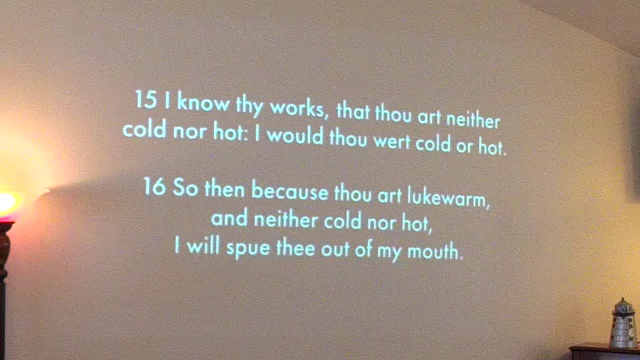 15 I know thy works, that thou art neither
cold nor hot: I would thou wert cold or hot.
16 So then because thou art lukewarm,
and neither cold nor hot,
I will spue thee out of my mouth.